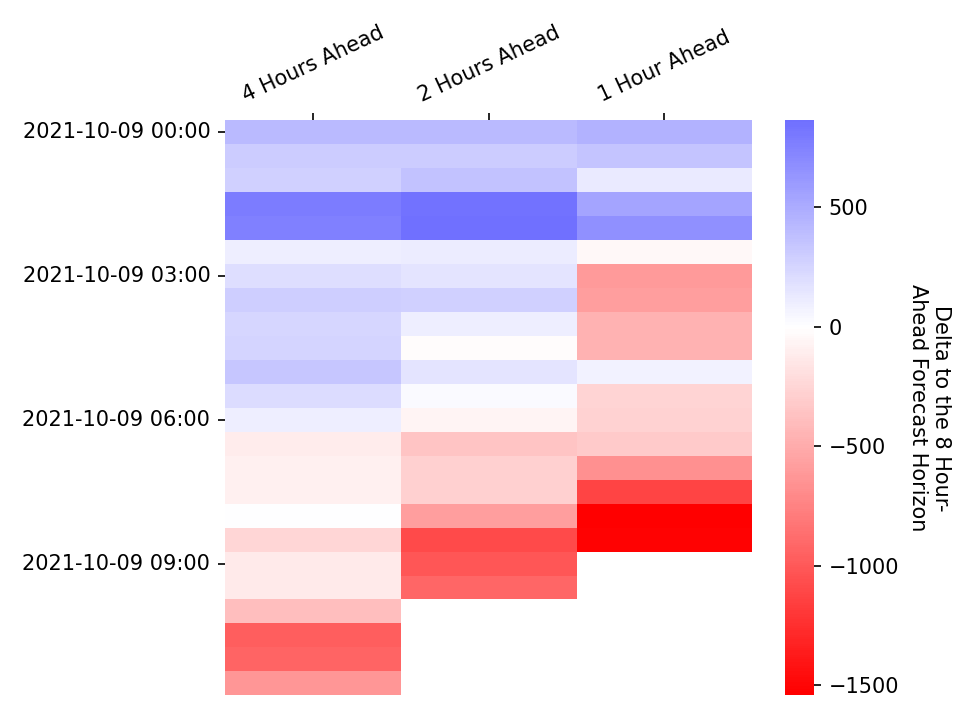 4 Hours Ahead
2 Hours Ahead
1 Hour Ahead
2021-10-09 00:00
2021-10-09 03:00
2021-10-09 06:00
2021-10-09 09:00
500
0
−500
−1000
−1500
Delta to the 8 Hour-
Ahead Forecast Horizon